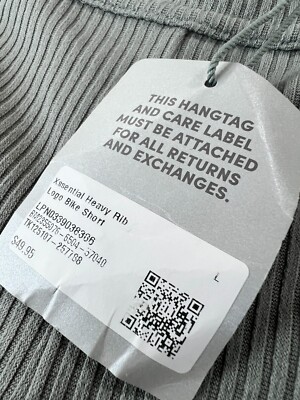 THIS HANGTAG
AND CARE LABEL
MUST BE ATTACHED
FOR ALL RETURNS
AND EXCHANGES.
Xmential Heavy Rib
Logo Bike Short
L
$49.95